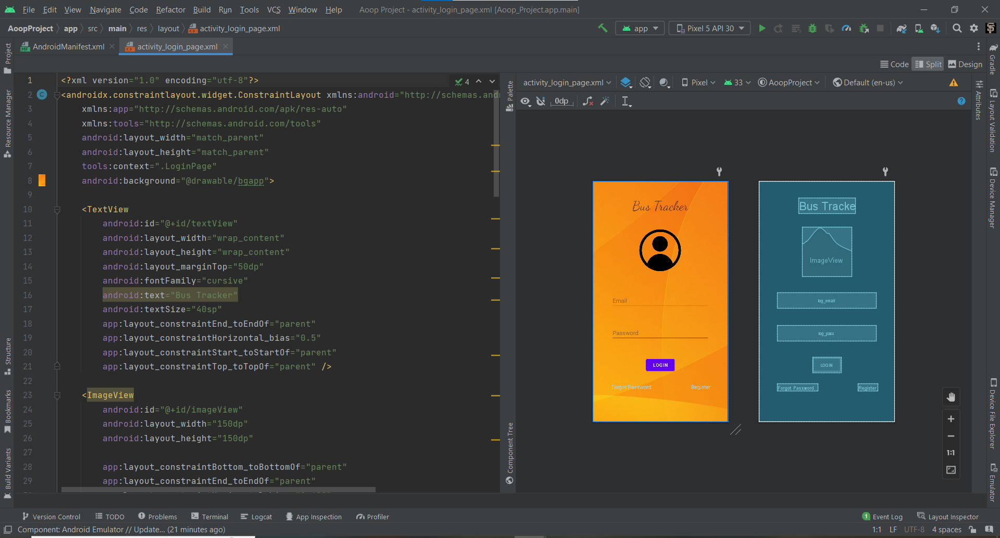 File Edit View Navigate Code Refactor Build Run Tools VCS Window Help Aoop Project - activity_login_page.xml [Aoop_Project.app.main]
AoopProject app src main res layout activity_login_page.xml app Pixel 5 API 30
AndroidManifest.xml activity_login_page.xml
Code Split Design
Project
Resource Manager
Structure
Bookmarks
Build Variants
1 <?xml version="1.0" encoding="utf-8"?>
4
2 <androidx.constraintlayout.widget.ConstraintLayout xmlns:android="http://schemas.and
3 xmlns:app="http://schemas.android.com/apk/res-auto"
4 xmlns:tools="http://schemas.android.com/tools"
5 android:layout_width="match_parent"
6 android:layout_height="match_parent"
7 tools:context=".LoginPage"
8 android:background="@drawable/bgapp">
9
10 <TextView
11 android:id="@+id/textView"
12 android:layout_width="wrap_content"
13 android:layout_height="wrap_content"
14 android:layout_marginTop="50dp"
15 android:fontFamily="cursive"
16 android:text="Bus Tracker"
17 android:textSize="40sp"
18 app:layout_constraintEnd_toEndOf="parent"
19 app:layout_constraintHorizontal_bias="0.5"
20 app:layout_constraintStart_toStartOf="parent"
21 app:layout_constraintTop_toTopOf="parent" />
22
23 <ImageView
24 android:id="@+id/imageView"
25 android:layout_width="150dp"
26 android:layout_height="150dp"
27
28 app:layout_constraintBottom_toBottomOf="parent"
29 app:layout_constraintEnd_toEndOf="parent"
Palette
Component Tree
activity_login_page.xml Pixel 33 AoopProject Default (en-us)
0dp
Bus Tracker
Email
Password
LOGIN
Forgot Password Register
Bus Tracke
ImageView
log_email
log_pass
LOGIN
Forgot Password Register
1:1
Attributes
Gradle
Layout Validation
Device Manager
Device File Explorer
Emulator
Version Control TODO Problems Terminal Logcat App Inspection Profiler 1 Event Log Layout Inspector
Component: Android Emulator // Update... (21 minutes ago) 1:1 LF UTF-8 4 spaces